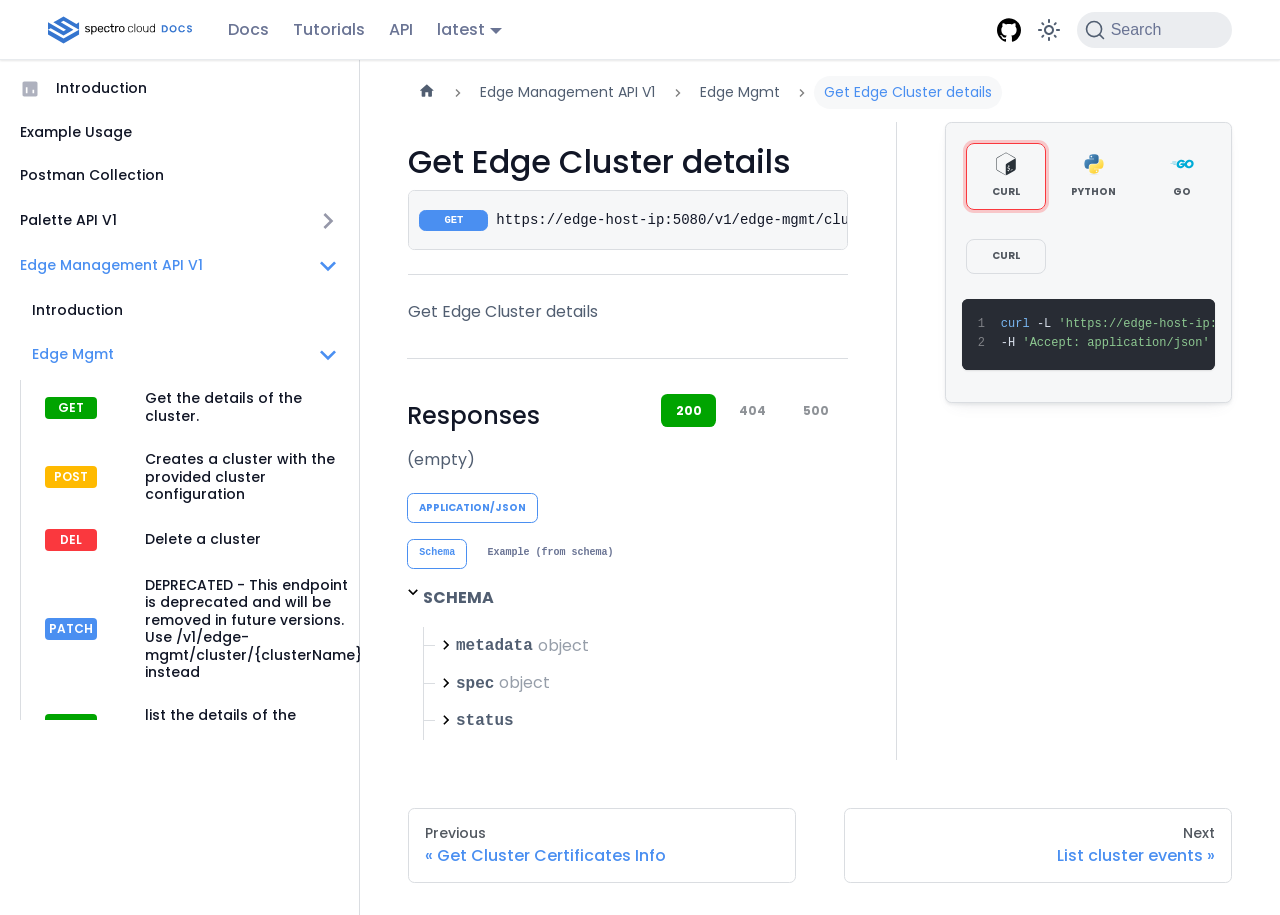 spectro cloud DOCS
Docs
Tutorials
API
latest
Search
Introduction
Example Usage
Postman Collection
Palette API V1
Edge Management API V1
Introduction
Edge Mgmt
GET
Get the details of the
cluster.
POST
Creates a cluster with the
provided cluster
configuration
DEL
Delete a cluster
PATCH
DEPRECATED - This endpoint
is deprecated and will be
removed in future versions.
Use /v1/edge-
mgmt/cluster/{clusterName}
instead
list the details of the
Edge Management API V1
Edge Mgmt
Get Edge Cluster details
Get Edge Cluster details
GET https://edge-host-ip:5080/v1/edge-mgmt/clu
Get Edge Cluster details
Responses
200
404
500
(empty)
APPLICATION/JSON
Schema
Example (from schema)
SCHEMA
metadata object
spec object
status
CURL
PYTHON
GO
CURL
1 curl -L 'https://edge-host-ip:
2 -H 'Accept: application/json'
Previous
« Get Cluster Certificates Info
Next
List cluster events »